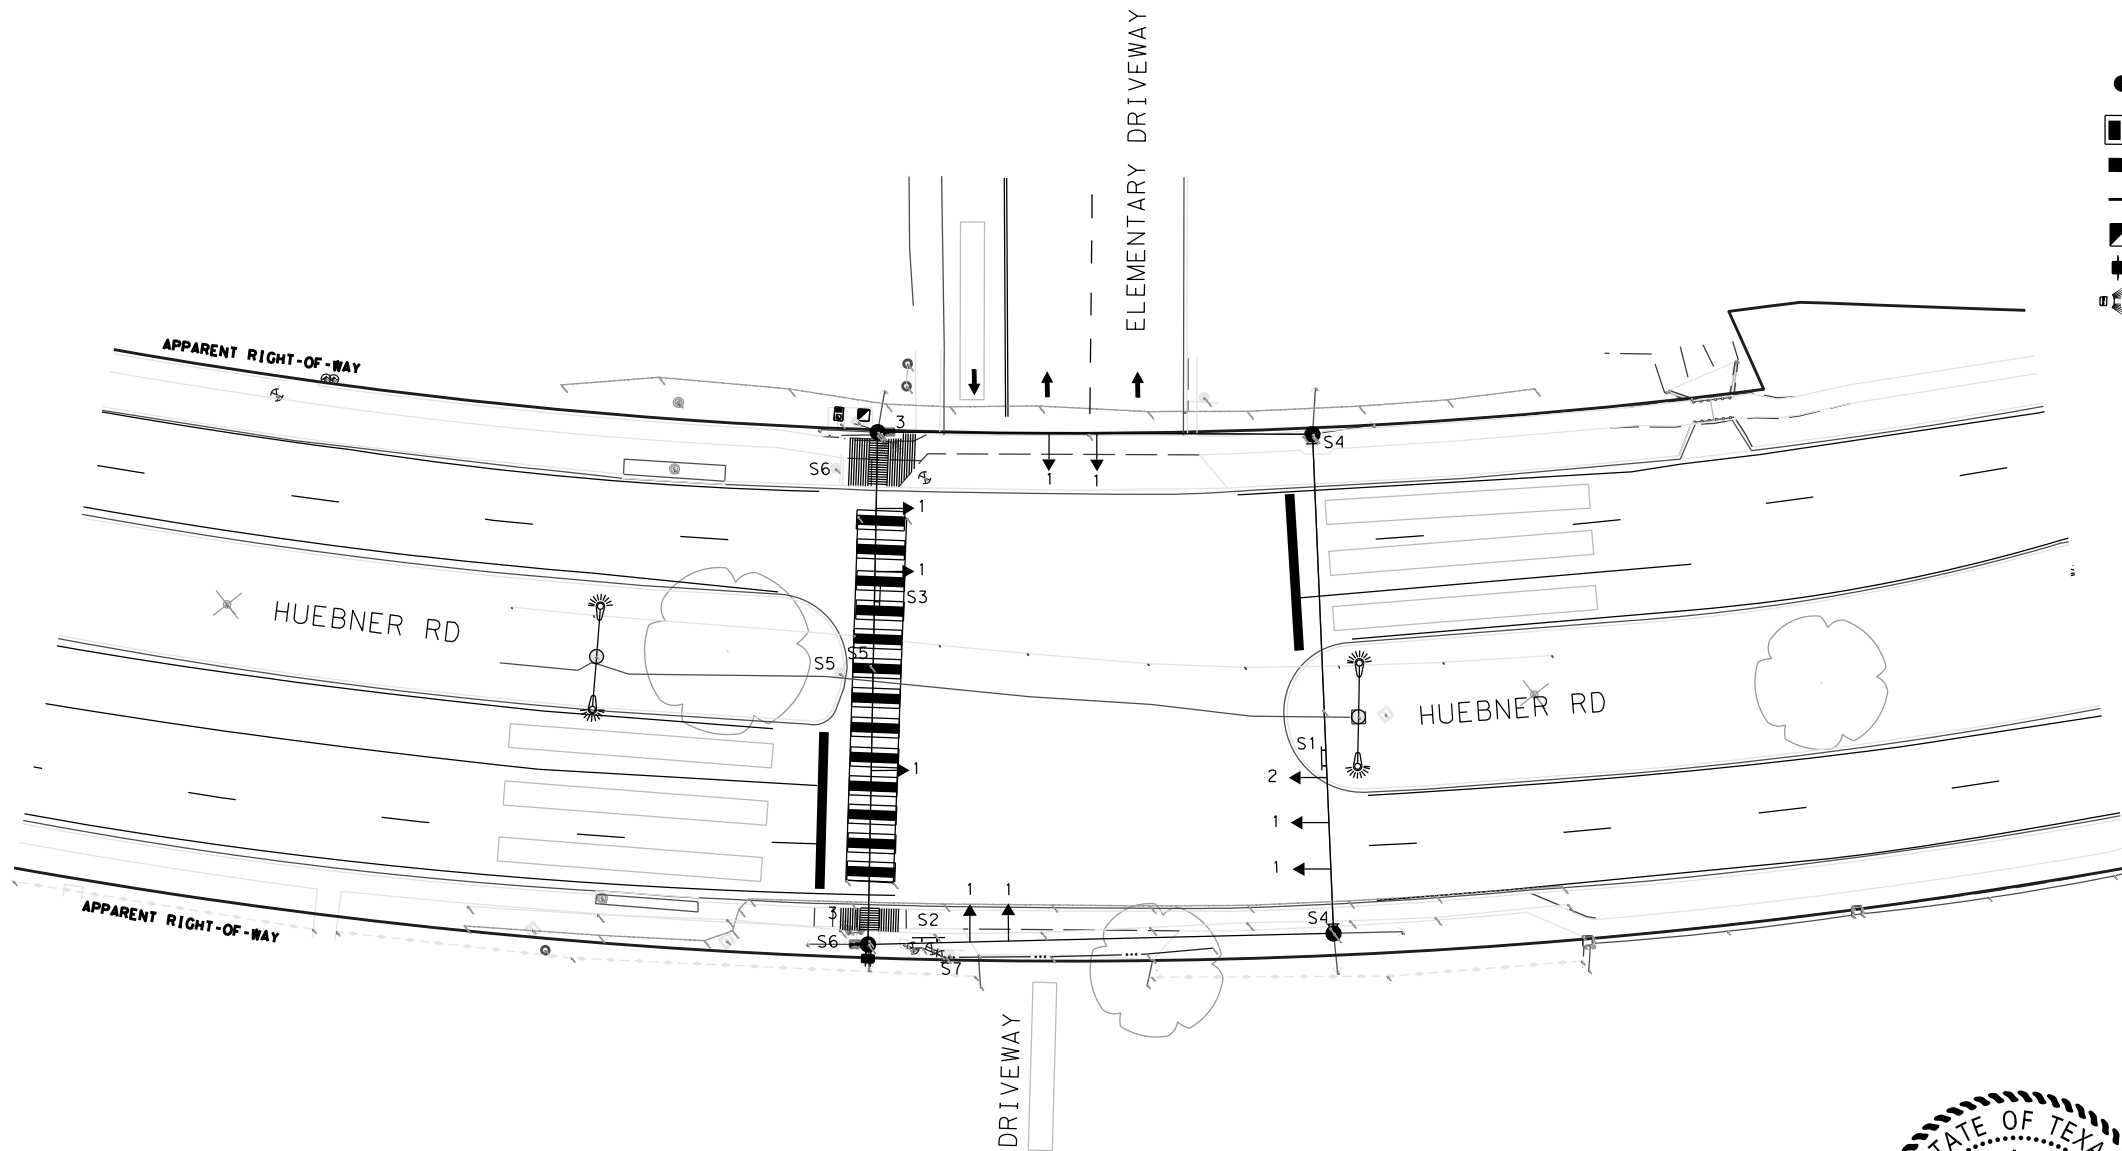 ELEMENTARY DRIVEWAY
APPARENT RIGHT-OF-WAY
3
S4
S6
1
1
1
1
S3
HUEBNER RD
S5
S5
HUEBNER RD
S1
2
1
1
1
1
1
3
S2
S4
S6
S7
APPARENT RIGHT-OF-WAY
DRIVEWAY
TATE OF TEXA